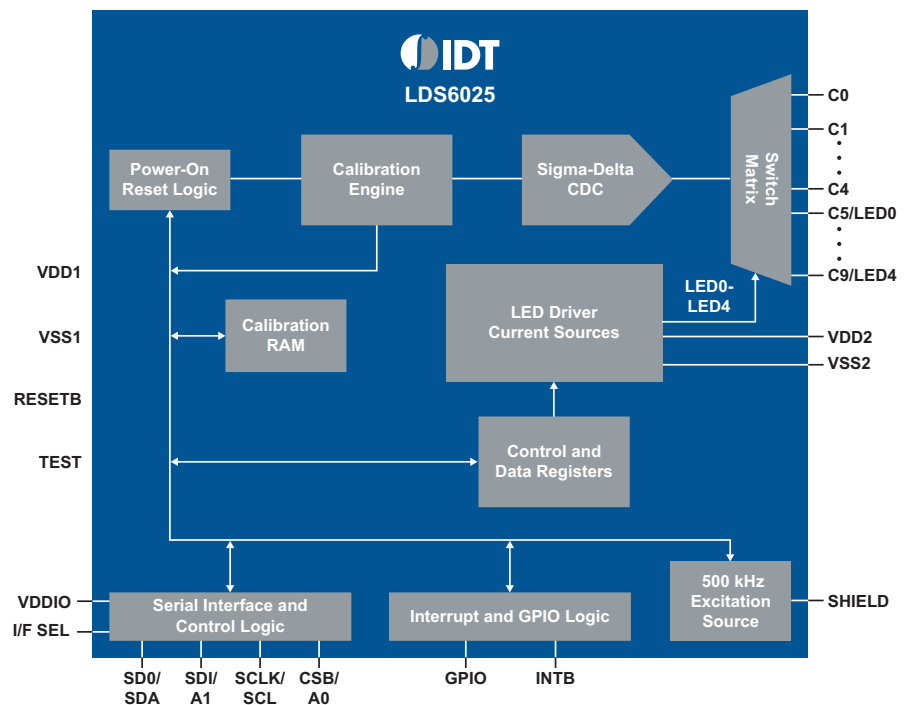 IDT
LDS6025
Power-On
Reset Logic
Calibration
Engine
Sigma-Delta
CDC
Switch
Matrix
C0
C1
C4
C5/LED0
C9/LED4
VDD1
VSS1
RESETB
TEST
Calibration
RAM
LED Driver
Current Sources
LED0-
LED4
VDD2
VSS2
Control and
Data Registers
VDDIO
I/F SEL
Serial Interface and
Control Logic
Interrupt and GPIO Logic
500 kHz
Excitation
Source
SHIELD
SD0/
SDA
SDI/
A1
SCLK/
SCL
CSB/
A0
GPIO
INTB